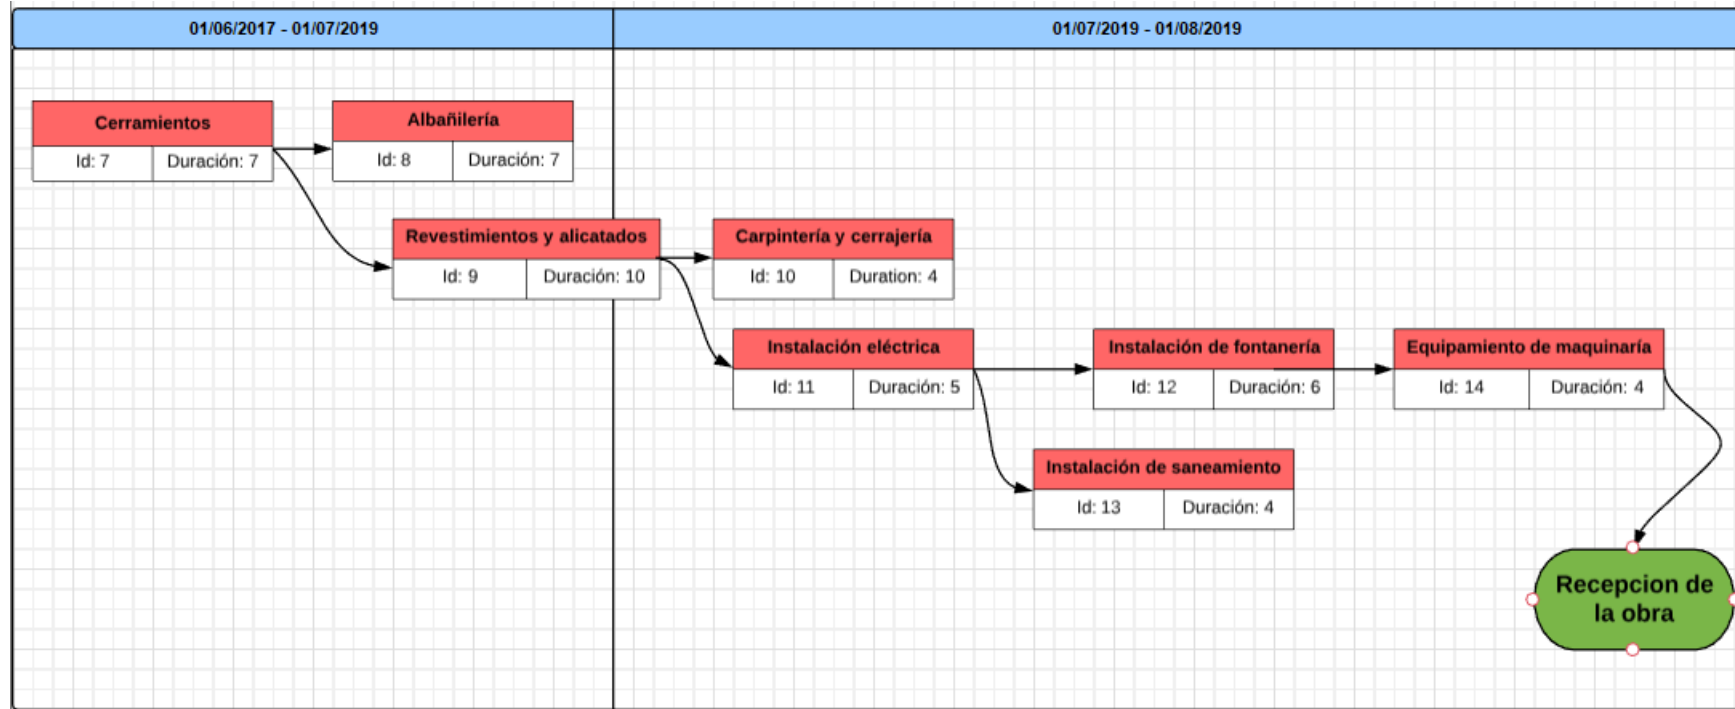 01/06/2017 - 01/07/2019
01/07/2019 - 01/08/2019
Cerramientos
Id: 7
Duración: 7
Albañilería
Id: 8
Duración: 7
Revestimientos y alicatados
Id: 9
Duración: 10
Carpintería y cerrajería
Id: 10
Duration: 4
Instalación eléctrica
Id: 11
Duración: 5
Instalación de fontanería
Id: 12
Duración: 6
Equipamiento de maquinaría
Id: 14
Duración: 4
Instalación de saneamiento
Id: 13
Duración: 4
Recepcion de
la obra